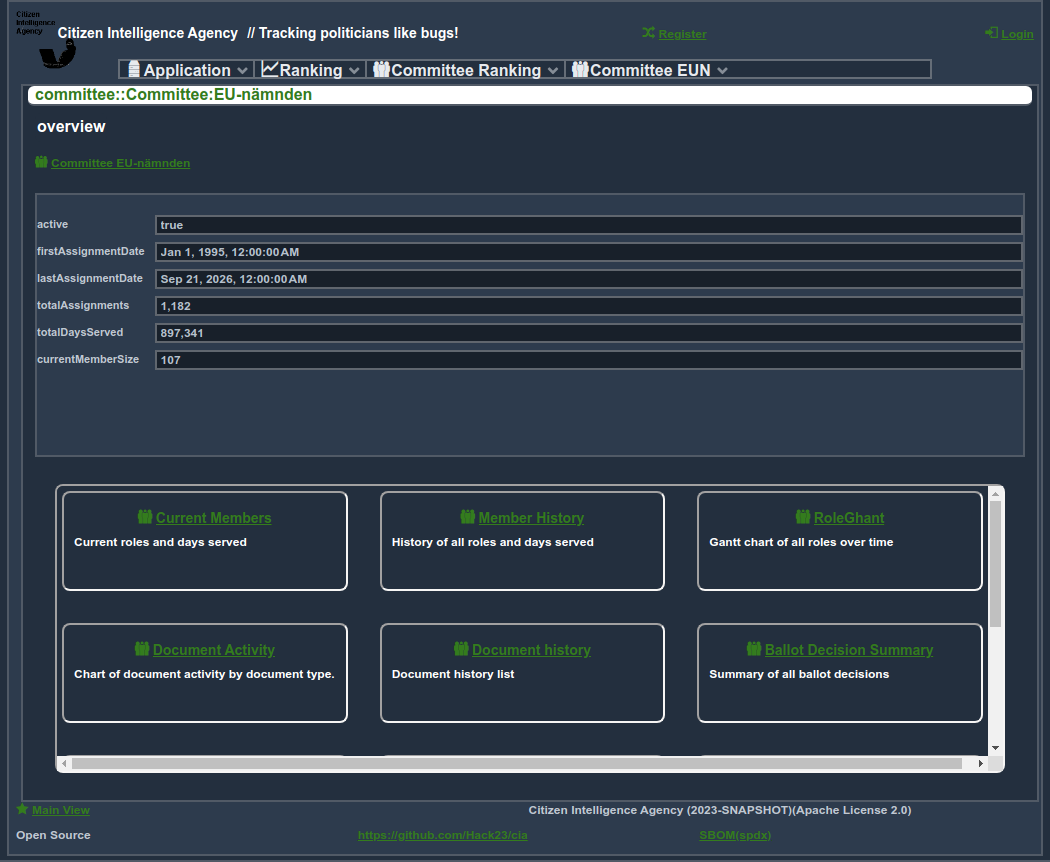 Citizen
Intelligence
Agency
Citizen Intelligence Agency // Tracking politicians like bugs!
Register
Login
Application
Ranking
Committee Ranking
Committee EUN
committee::Committee:EU-nämnden
overview
Committee EU-nämnden
active true
firstAssignmentDate Jan 1, 1995, 12:00:00 AM
lastAssignmentDate Sep 21, 2026, 12:00:00 AM
totalAssignments 1,182
totalDaysServed 897,341
currentMemberSize 107
Current Members
Current roles and days served
Member History
History of all roles and days served
RoleGhant
Gantt chart of all roles over time
Document Activity
Chart of document activity by document type.
Document history
Document history list
Ballot Decision Summary
Summary of all ballot decisions
Main View
Citizen Intelligence Agency (2023-SNAPSHOT)(Apache License 2.0)
Open Source
https://github.com/Hack23/cia
SBOM(spdx)